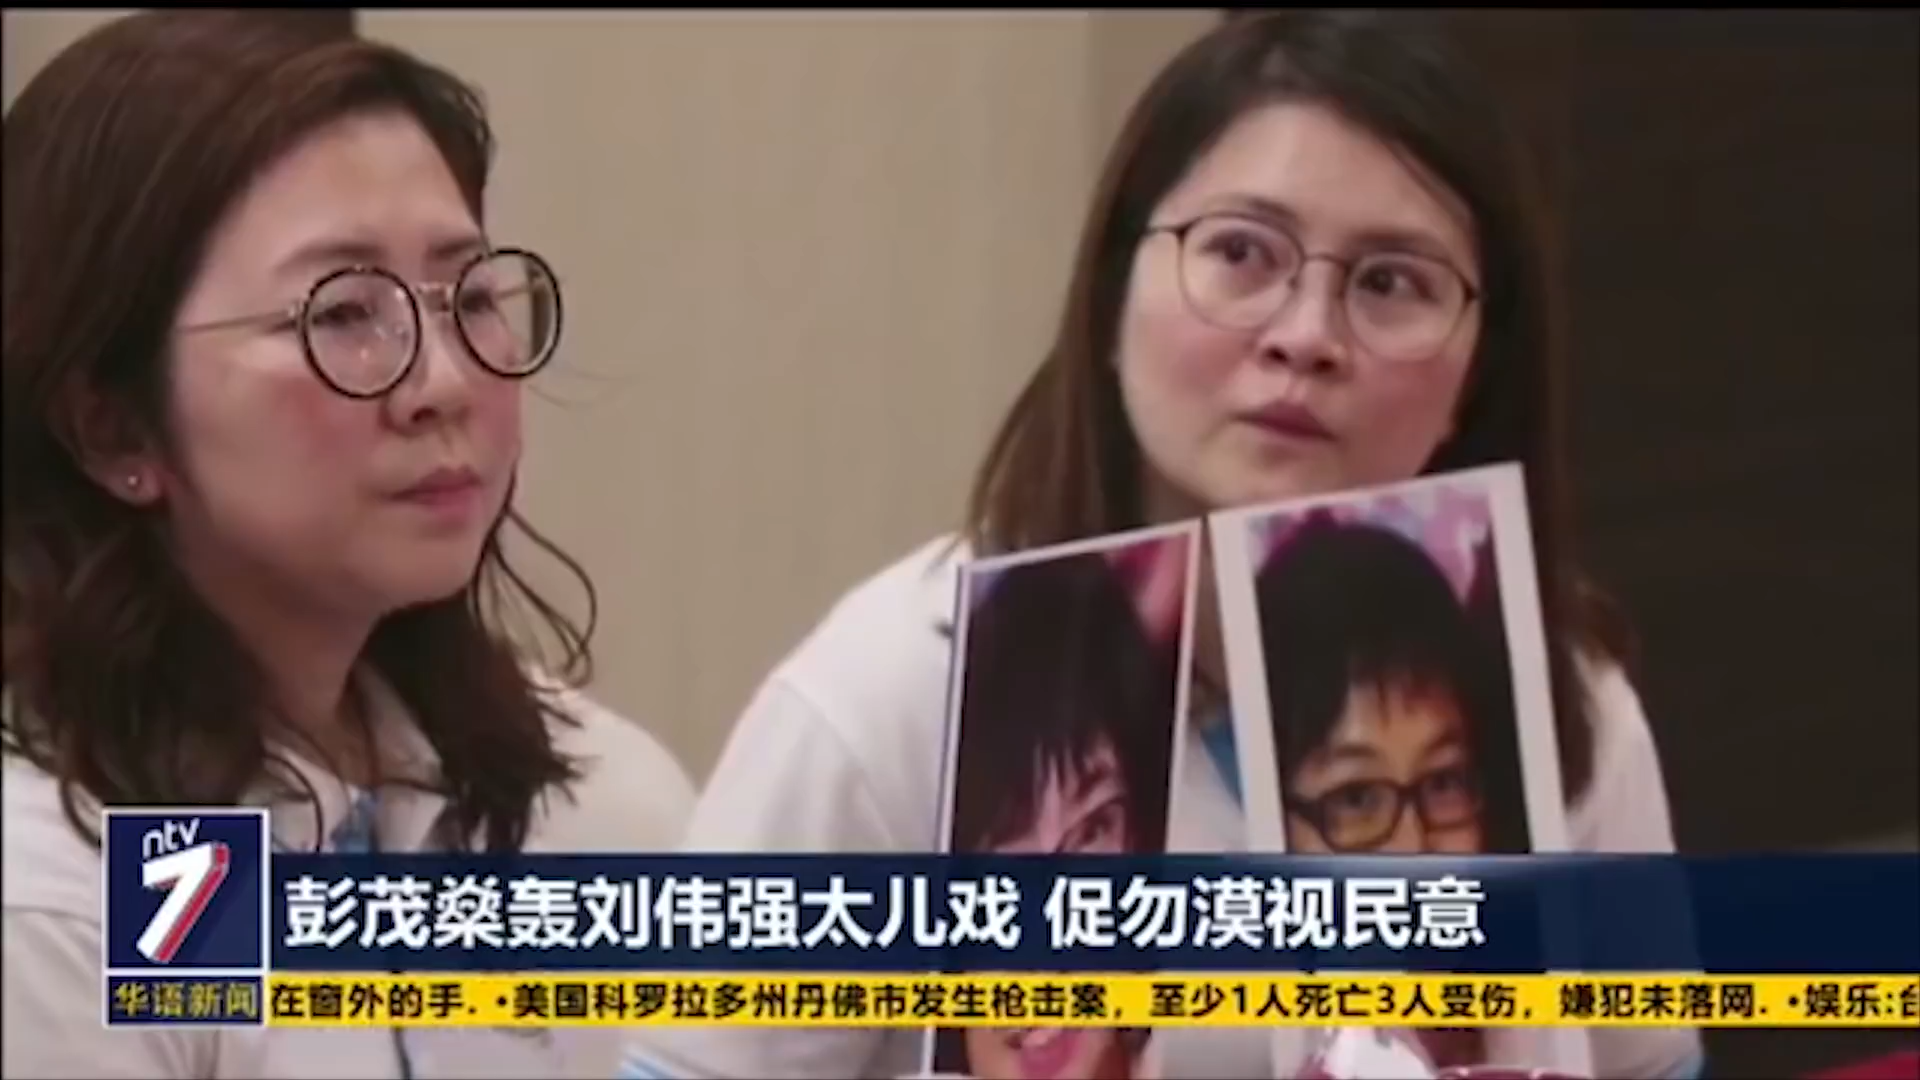 ntv
7
彭茂燊轰刘伟强太儿戏 促勿漠视民意
华语新闻
在窗外的手. •美国科罗拉多州丹佛市发生枪击案，至少1人死亡3人受伤，嫌犯未落网. •娱乐:台